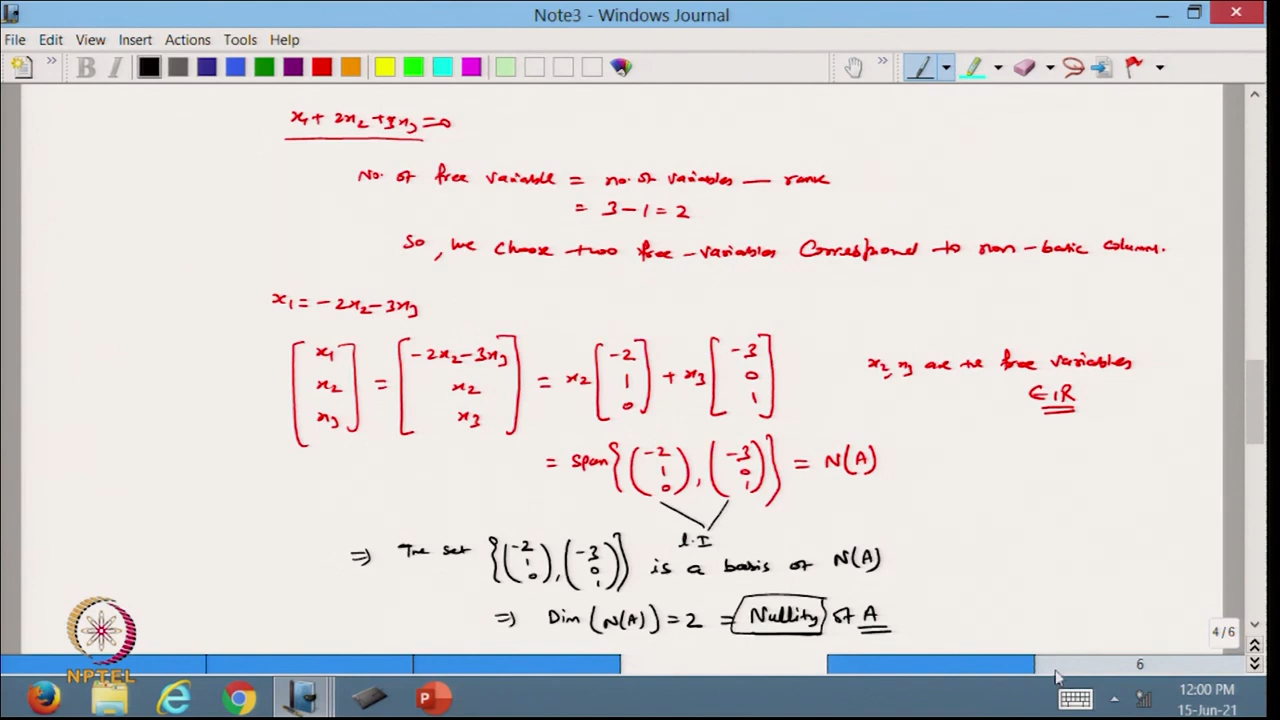 Note3 - Windows Journal
File Edit View Insert Actions Tools Help
x₁ + 2x₂ + 3x₃ = 0
No. of free variable = no. of variables — rank
= 3 - 1 = 2
So, we choose two free-variables correspond to non-basic columns.
x₁ = -2x₂ - 3x₃
[x₁ x₂ x₃] = [-2x₂-3x₃ x₂ x₃] = x₂ [-2 1 0] + x₃ [-3 0 1]
x₂, x₃ are the free variables
∈ ℝ
= span {(-2 1 0), (-3 0 1)} = N(A)
l.I
⇒ The set {(-2 1 0), (-3 0 1)} is a basis of N(A)
⇒ Dim (N(A)) = 2 = Nullity of A
4/6
NPTEL
6
12:00 PM
15-Jun-21